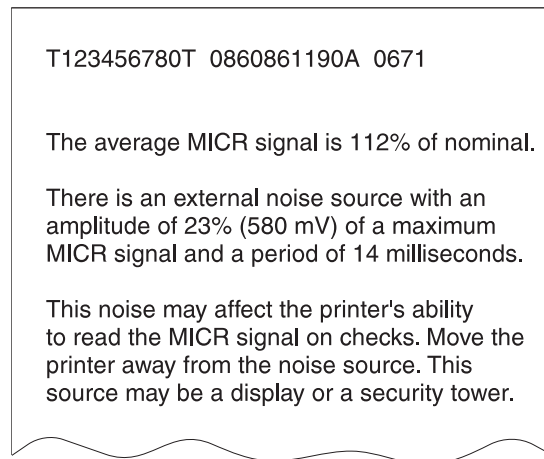 T123456780T 0860861190A 0671
The average MICR signal is 112% of nominal.
There is an external noise source with an
amplitude of 23% (580 mV) of a maximum
MICR signal and a period of 14 milliseconds.
This noise may affect the printer's ability
to read the MICR signal on checks. Move the
printer away from the noise source. This
source may be a display or a security tower.